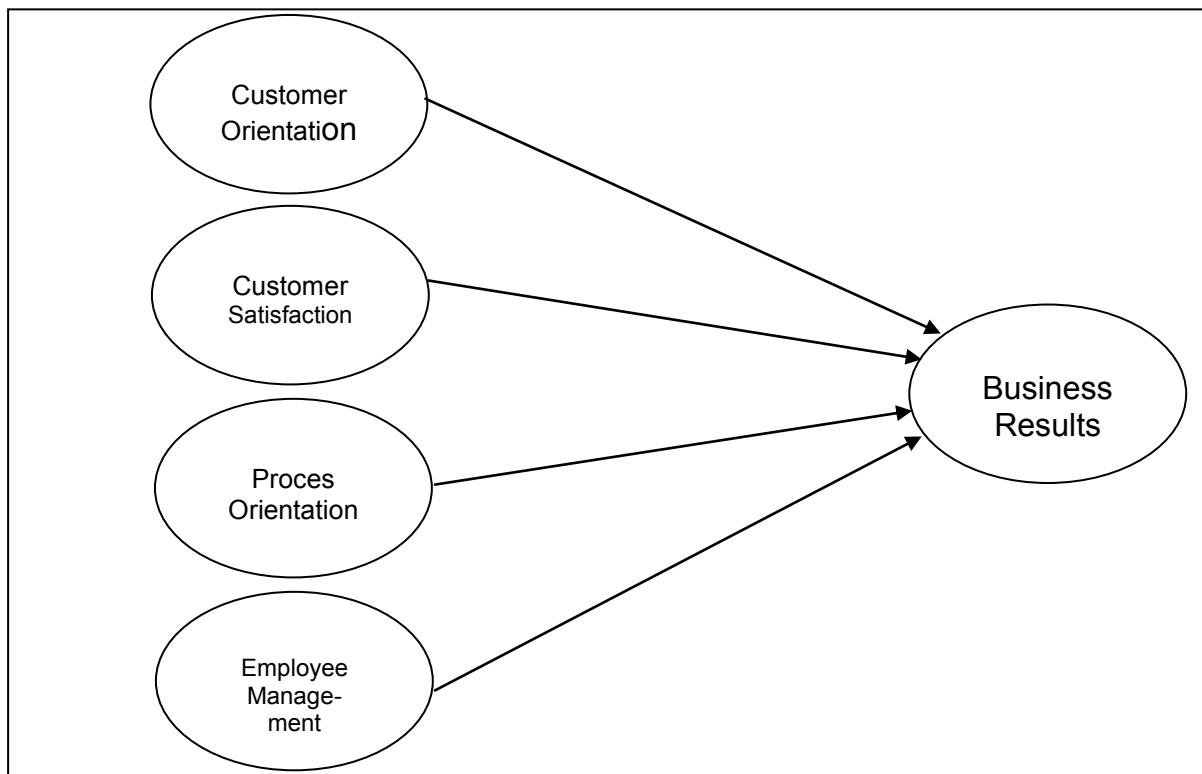 Customer
Orientation
Customer
Satisfaction
Proces
Orientation
Employee
Manage-
ment
Business
Results